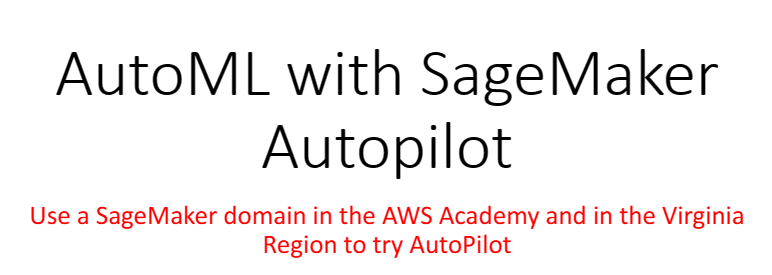 AutoML with SageMaker
Autopilot
Use a SageMaker domain in the AWS Academy and in the Virginia
Region to try AutoPilot